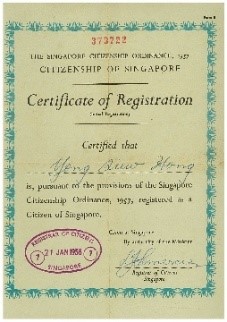 373722
THE SINGAPORE CITIZENSHIP ORDINANCE, 1957
CITIZENSHIP OF SINGAPORE
Certificate of Registration
Certified that
Hong
is, pursuant to the provisions of the Singapore
Citizenship Ordinance, 1957, registered as a
Citizen of Singapore.
REGISTRAR OF CITIZENS
21 JAN 1958
SINGAPORE
Registrar of Citizens
Singapore